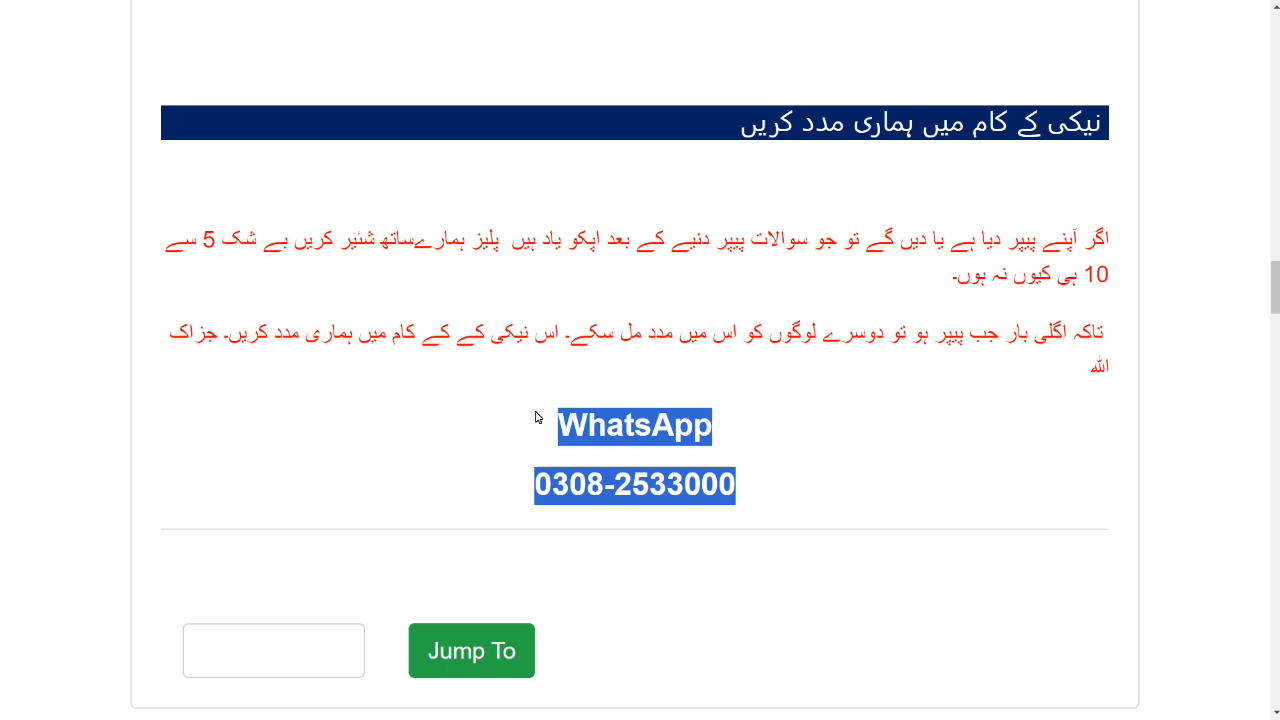 نیکی کے کام میں ہماری مدد کریں
اگر آپنے پیپر دیا ہے یا دیں گے تو جو سوالات پیپر دنیے کے بعد اپکو یاد ہیں پلیز ہمارےساتھ شئیر کریں بے شک 5 سے
10 ہی کیوں نہ ہوں۔
تاکہ اگلی بار جب پیپر ہو تو دوسرے لوگوں کو اس میں مدد مل سکے۔ اس نیکی کے کے کام میں ہماری مدد کریں۔ جزاک
اللہ
WhatsApp
0308-2533000
Jump To